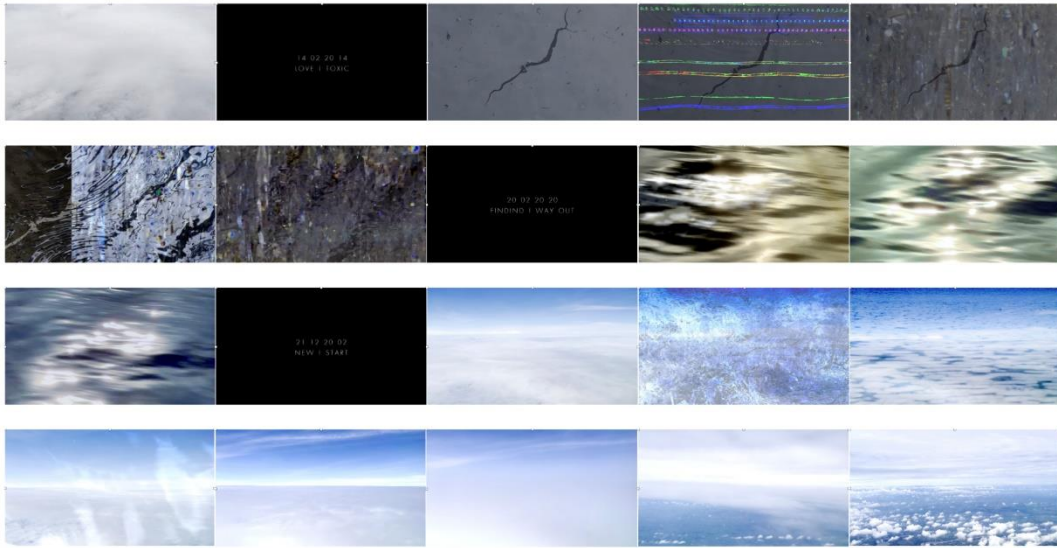 14 02 20 14
LOVE | TOXIC
20 02 20 20
FINDING | WAY OUT
21 12 20 02
NEW | START